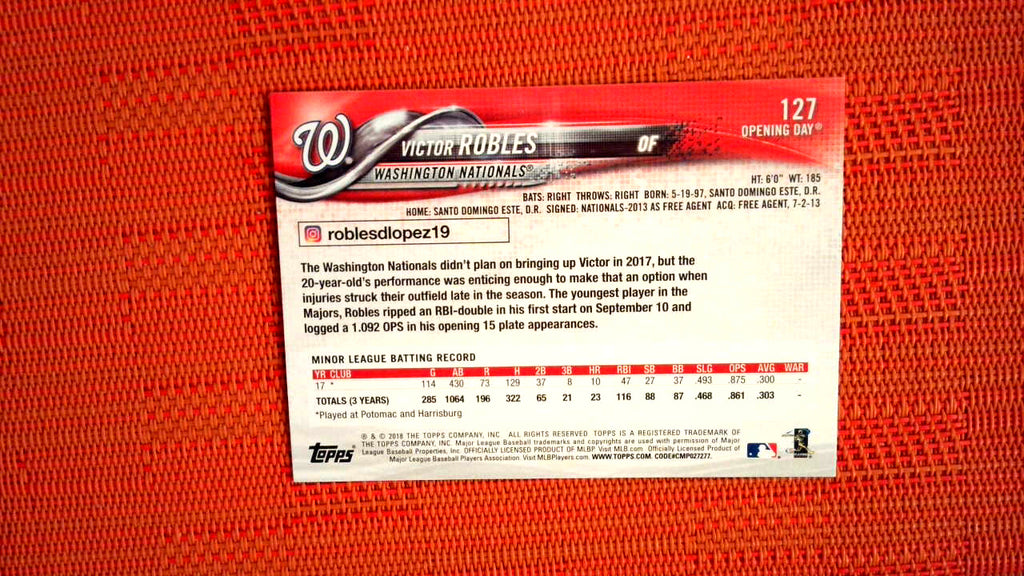 127
OPENING DAY®
W
VICTOR ROBLES OF
WASHINGTON NATIONALS®
HT: 6'0" WT: 185
BATS: RIGHT THROWS: RIGHT BORN: 5-19-97, SANTO DOMINGO ESTE, D.R.
HOME: SANTO DOMINGO ESTE, D.R. SIGNED: NATIONALS-2013 AS FREE AGENT ACQ: FREE AGENT, 7-2-13
roblesdlopez19
The Washington Nationals didn't plan on bringing up Victor in 2017, but the
20-year-old's performance was enticing enough to make that an option when
injuries struck their outfield late in the season. The youngest player in the
Majors, Robles ripped an RBI-double in his first start on September 10 and
logged a 1.092 OPS in his opening 15 plate appearances.
MINOR LEAGUE BATTING RECORD
YR CLUB G AB R H 2B 3B HR RBI SB BB SLG OPS AVG WAR
17 * 114 430 73 129 37 8 10 47 27 37 .493 .875 .300 -
TOTALS (3 YEARS) 285 1064 196 322 65 21 23 116 88 87 .468 .861 .303 -
*Played at Potomac and Harrisburg
® & © 2018 THE TOPPS COMPANY, INC. ALL RIGHTS RESERVED. TOPPS IS A REGISTERED TRADEMARK OF
THE TOPPS COMPANY, INC. Major League Baseball trademarks and copyrights are used with permission of Major
League Baseball Properties, Inc. OFFICIALLY LICENSED PRODUCT OF MLBP. Visit MLB.com. Officially Licensed Product of
Major League Baseball Players Association. Visit MLBPlayers.com. WWW.TOPPS.COM. CODE#CMP027277.
TOPPS